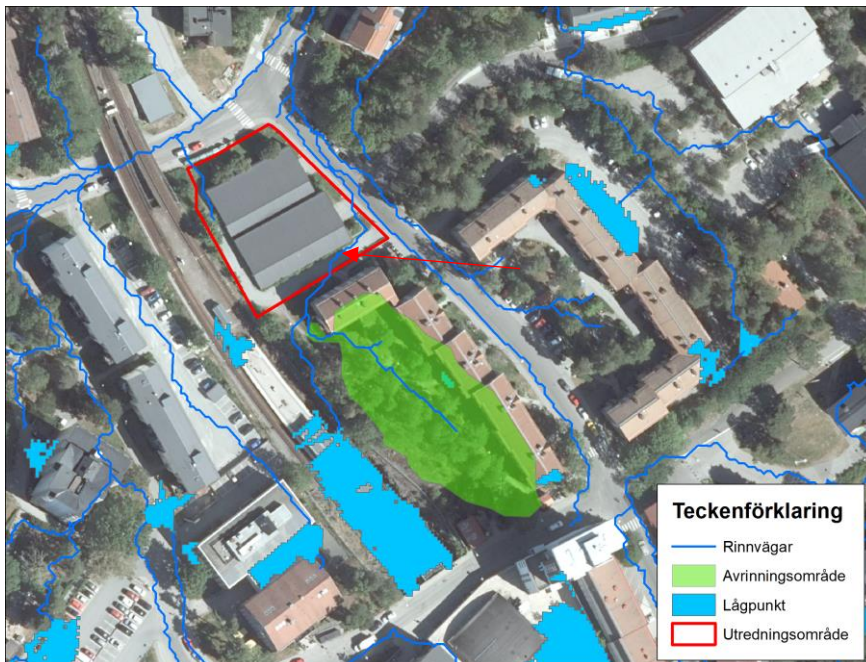 Teckenförklaring
Rinnvägar
Avrinningsområde
Lågpunkt
Utredningsområde